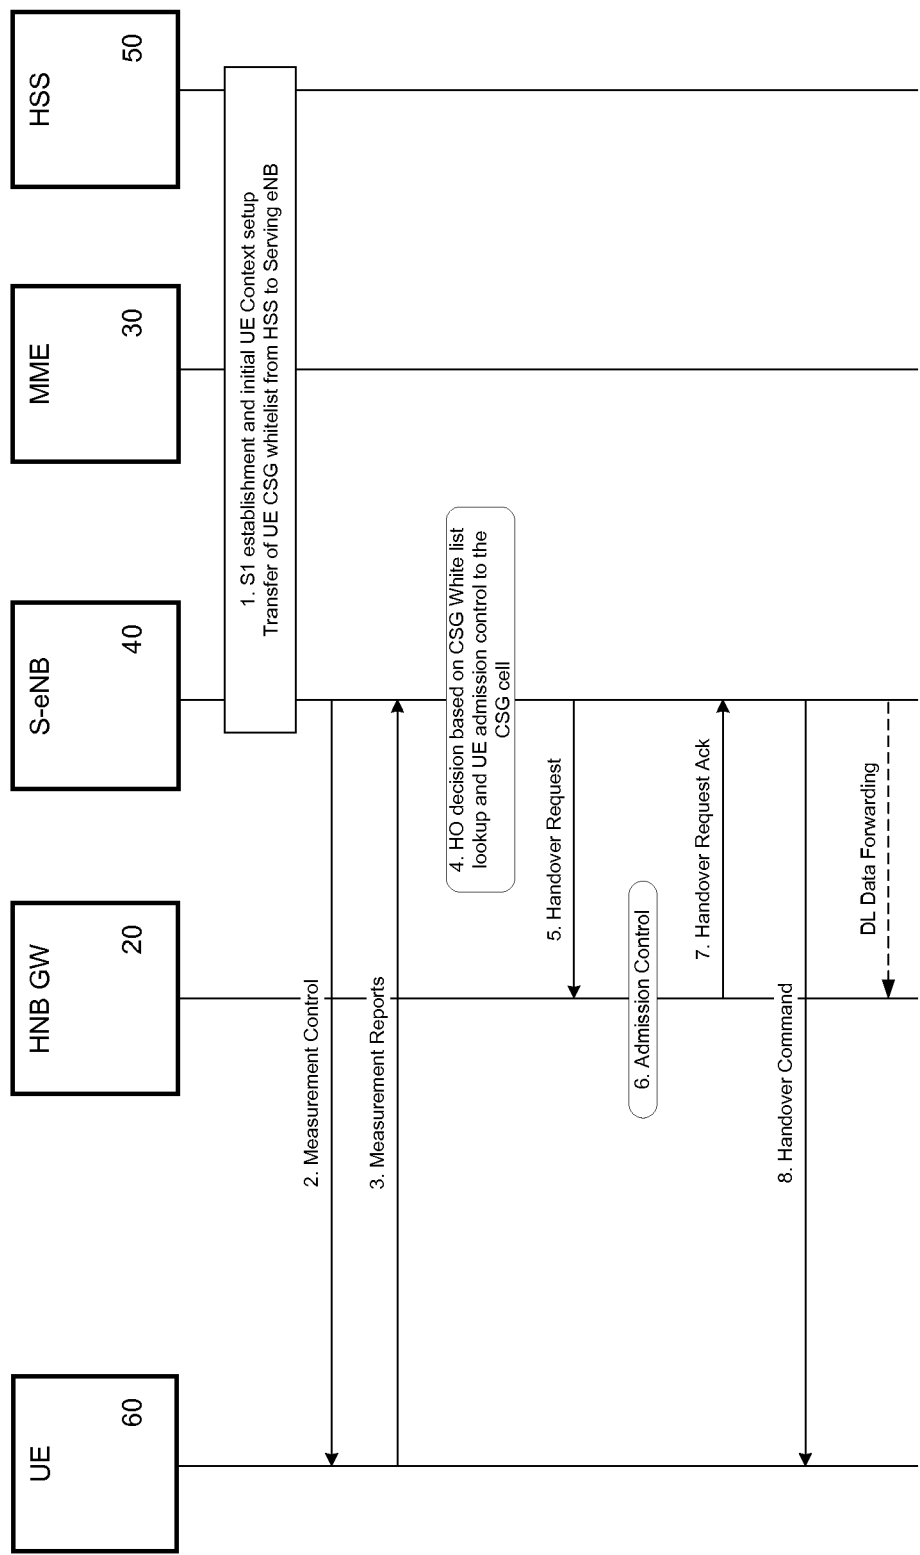 UE
60
HNB GW
20
S-eNB
40
MME
30
HSS
50
1. S1 establishment and initial UE Context setup
Transfer of UE CSG whitelist from HSS to Serving eNB
2. Measurement Control
3. Measurement Reports
4. HO decision based on CSG White list
lookup and UE admission control to the
CSG cell
5. Handover Request
6. Admission Control
7. Handover Request Ack
8. Handover Command
DL Data Forwarding